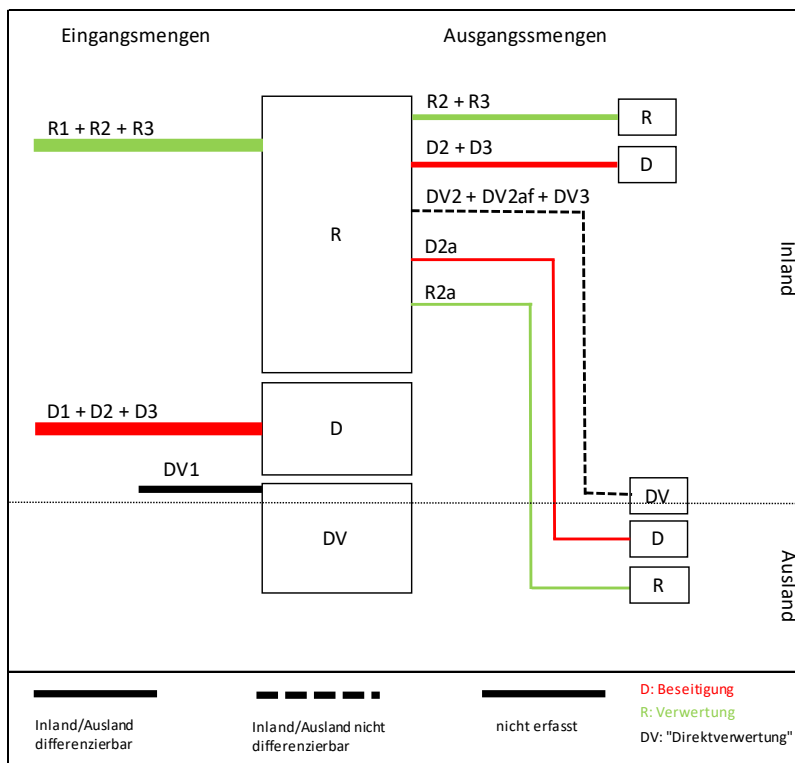 Eingangsmengen
Ausgangssmengen
R1 + R2 + R3
R
R2 + R3
R
D2 + D3
D
DV2 + DV2af + DV3
D2a
R2a
Inland
D1 + D2 + D3
D
DV1
DV
DV
D
R
Ausland
Inland/Ausland
differenzierbar
Inland/Ausland nicht
differenzierbar
nicht erfasst
D: Beseitigung
R: Verwertung
DV: "Direktverwertung"